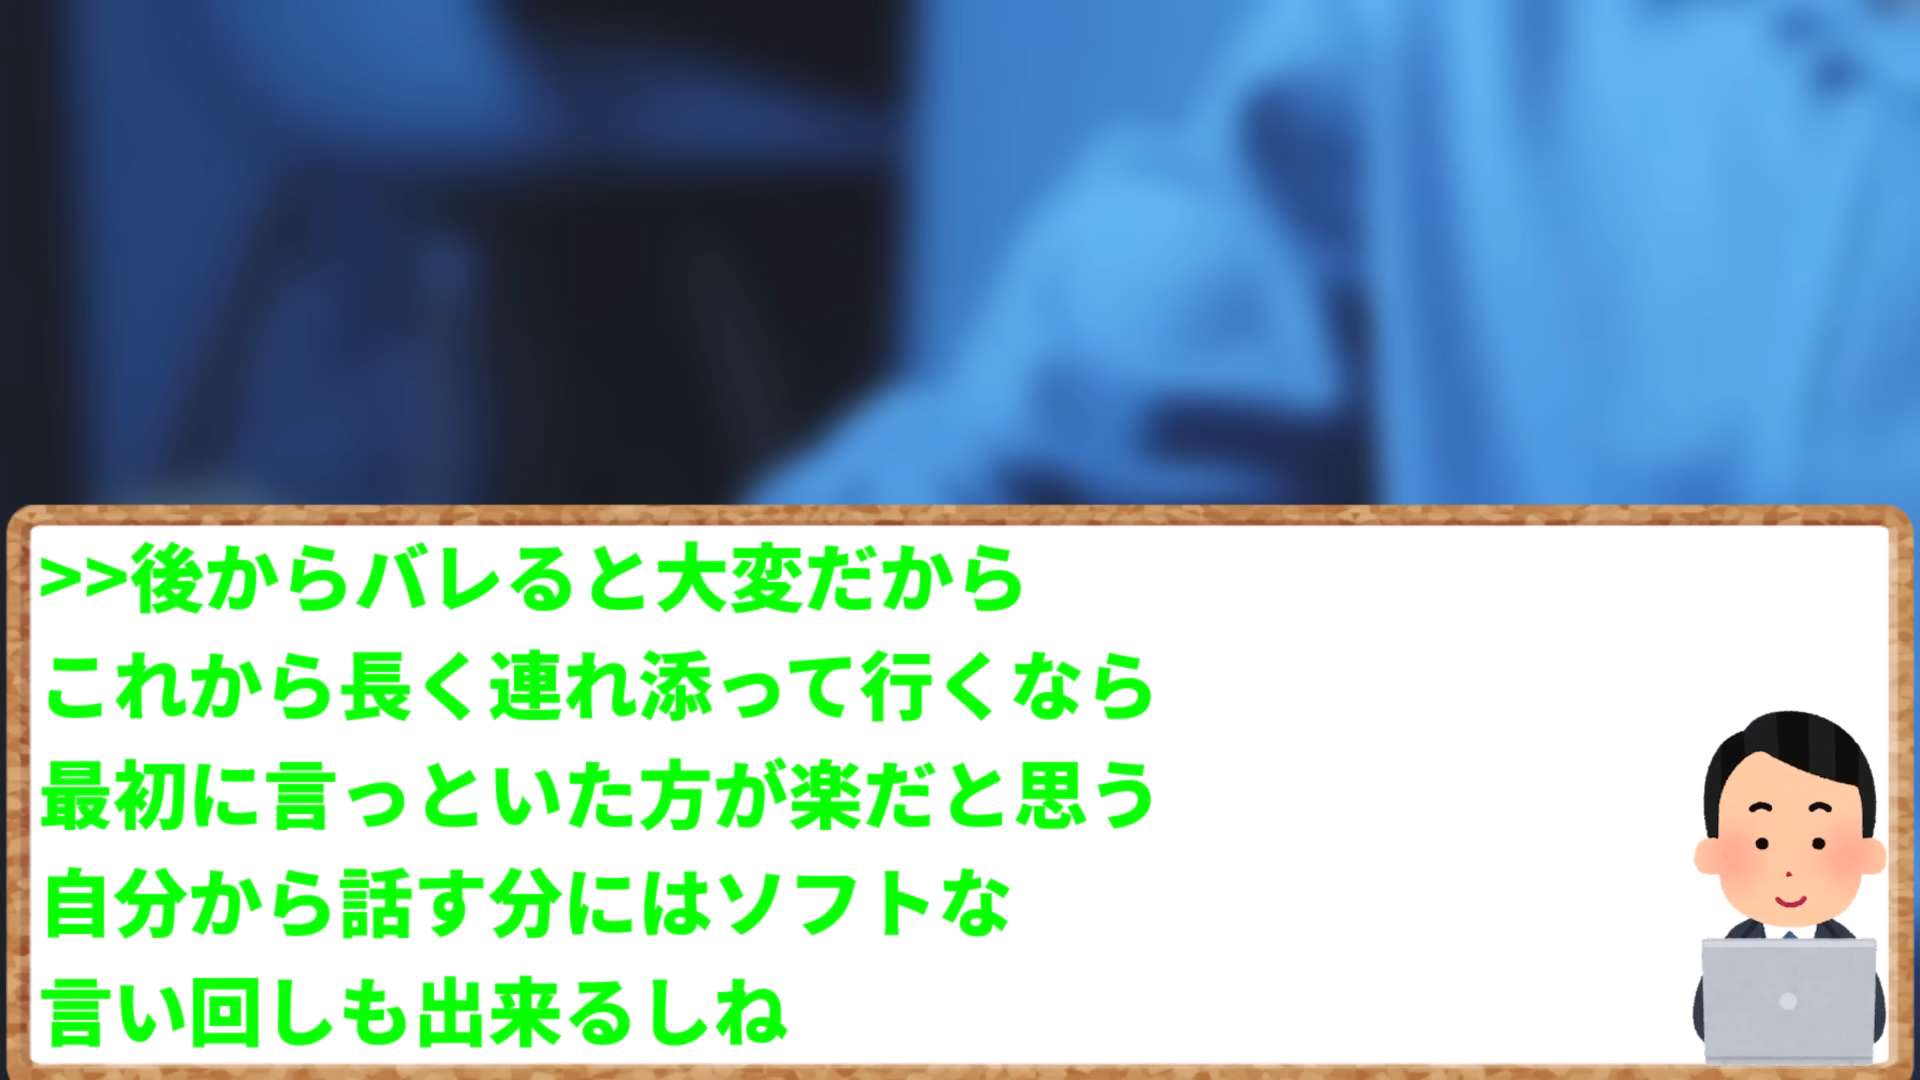 >>後からバレると大変だから
これから長く連れ添って行くなら
最初に言っといた方が楽だと思う
自分から話す分にはソフトな
言い回しも出来るしね